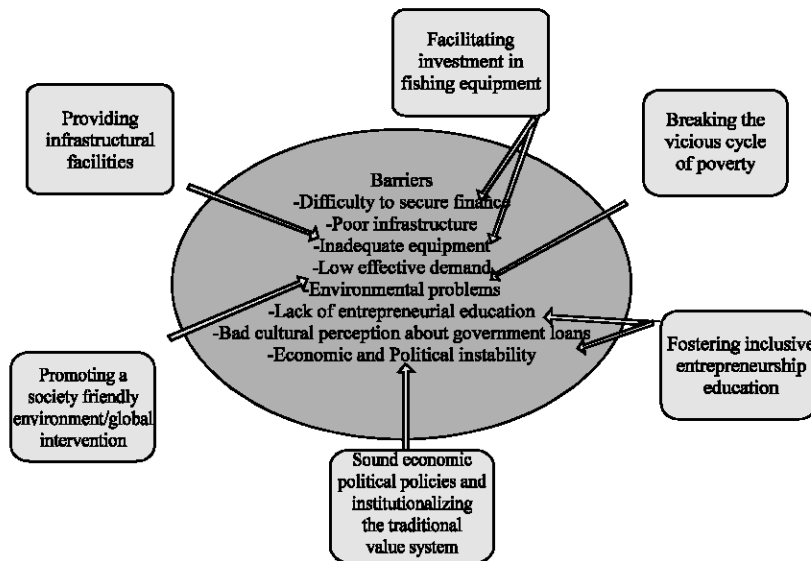 Facilitating
investment in
fishing equipment
Providing
infrastructural
facilities
Breaking the
vicious cycle
of poverty
Barriers
-Difficulty to secure finance
-Poor infrastructure
-Inadequate equipment
-Low effective demand
-Environmental problems
-Lack of entrepreneurial education
-Bad cultural perception about government loans
-Economic and Political instability
Promoting a
society friendly
environment/global
intervention
Fostering inclusive
entrepreneurship
education
Sound economic
political policies and
institutionalizing
the traditional
value system